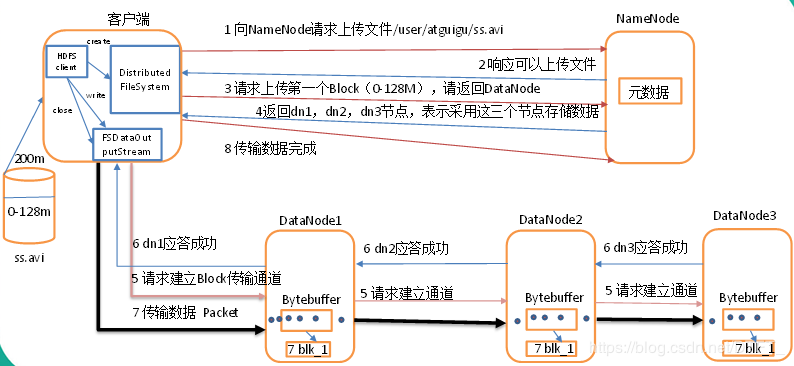 客户端
NameNode
create
HDFS
client
Distributed
FileSystem
write
close
FSDataOut
putStream
1 向NameNode请求上传文件/user/atguigu/ss.avi
2 响应可以上传文件
3 请求上传第一个Block（0-128M），请返回DataNode
4返回dn1，dn2，dn3节点，表示采用这三个节点存储数据
8 传输数据完成
元数据
200m
0-128m
ss.avi
DataNode1
DataNode2
DataNode3
6 dn1应答成功
6 dn2应答成功
6 dn3应答成功
5 请求建立Block传输通道
5 请求建立通道
5 请求建立通道
7 传输数据 Packet
Bytebuffer
Bytebuffer
Bytebuffer
7 blk_1
7 blk_1
7 blk_1